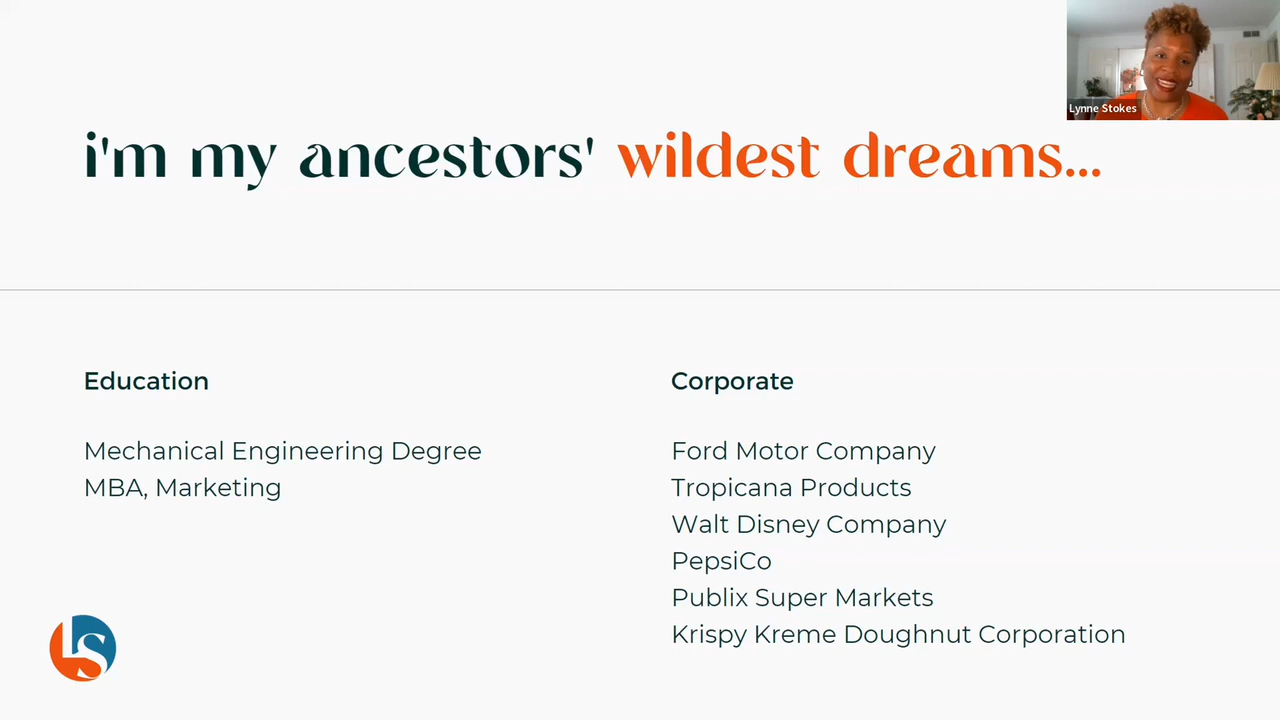 Lynne Stokes
i'm my ancestors' wildest dreams...
Education
Mechanical Engineering Degree
MBA, Marketing
Corporate
Ford Motor Company
Tropicana Products
Walt Disney Company
PepsiCo
Publix Super Markets
Krispy Kreme Doughnut Corporation
LS